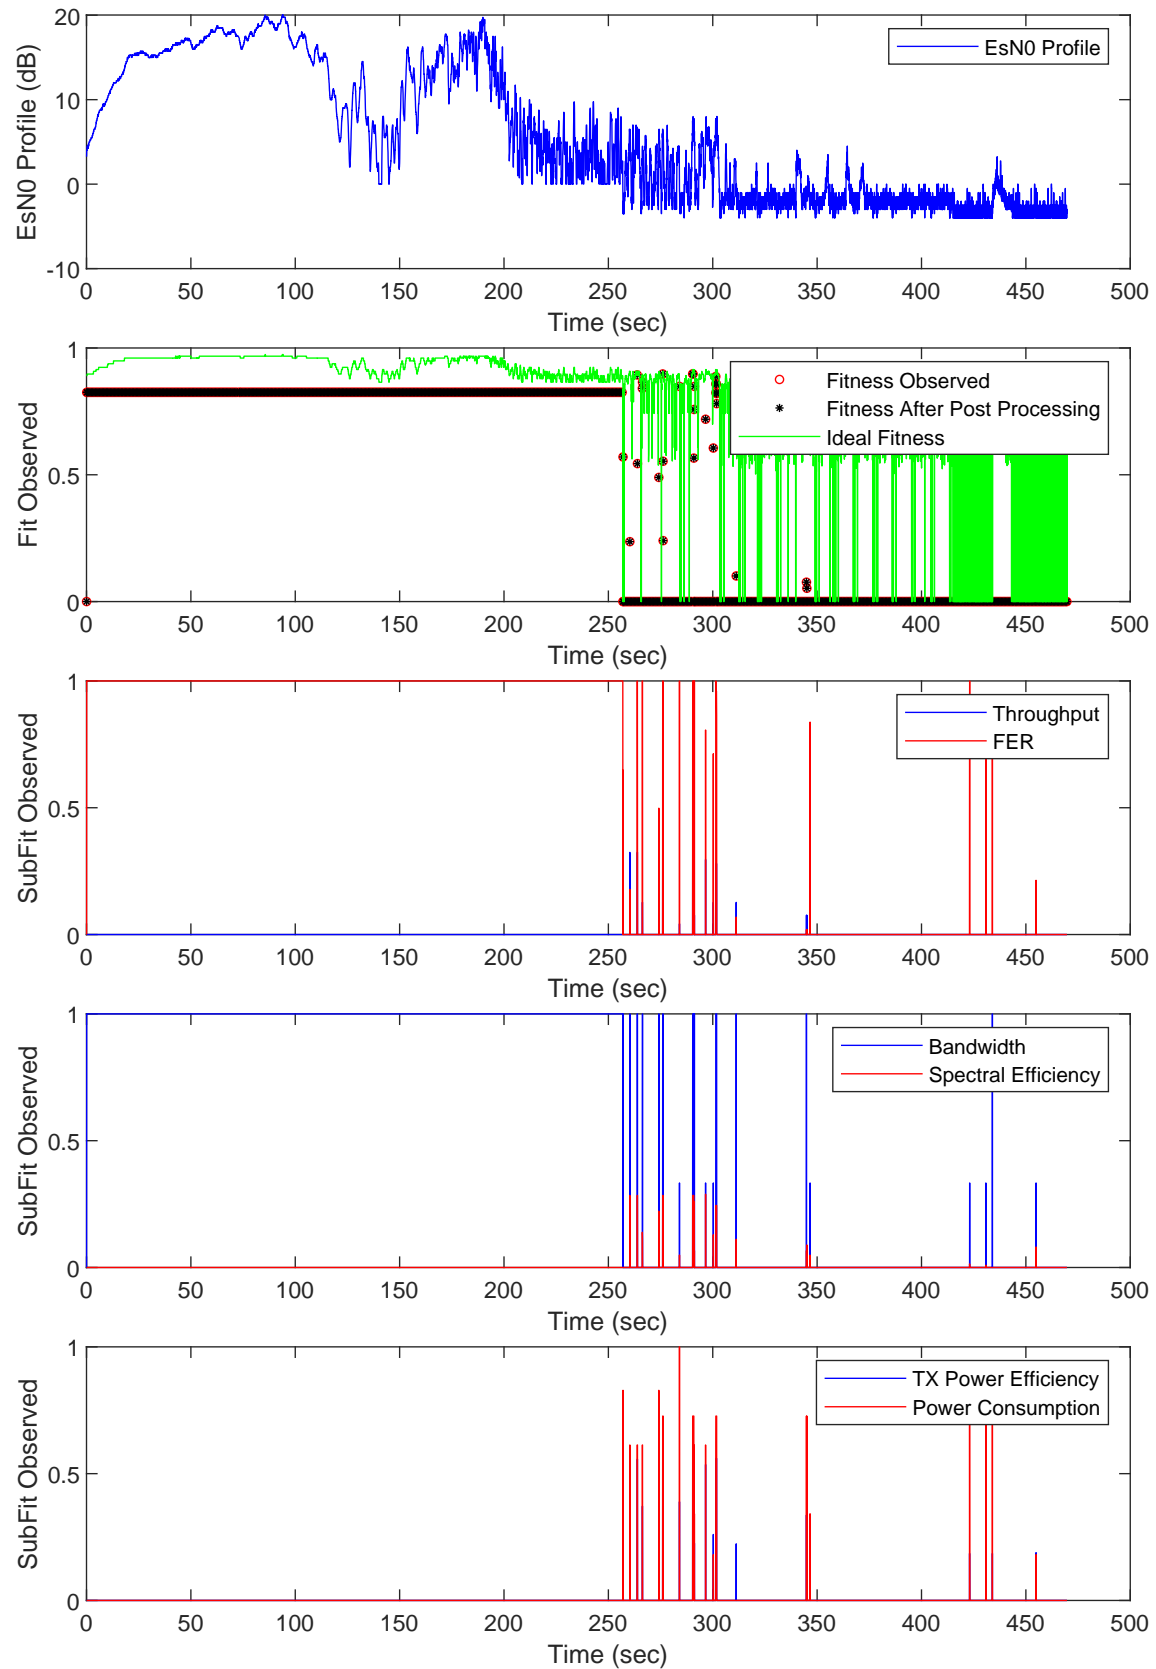 EsN0 Profile (dB)
20
10
0
-10
EsN0 Profile
0 50 100 150 200 250 300 350 400 450 500
Time (sec)
Fit Observed
1
0.5
0
Fitness Observed
Fitness After Post Processing
Ideal Fitness
0 50 100 150 200 250 300 350 400 450 500
Time (sec)
SubFit Observed
1
0.5
0
Throughput
FER
0 50 100 150 200 250 300 350 400 450 500
Time (sec)
SubFit Observed
1
0.5
0
Bandwidth
Spectral Efficiency
0 50 100 150 200 250 300 350 400 450 500
Time (sec)
SubFit Observed
1
0.5
0
TX Power Efficiency
Power Consumption
0 50 100 150 200 250 300 350 400 450 500
Time (sec)